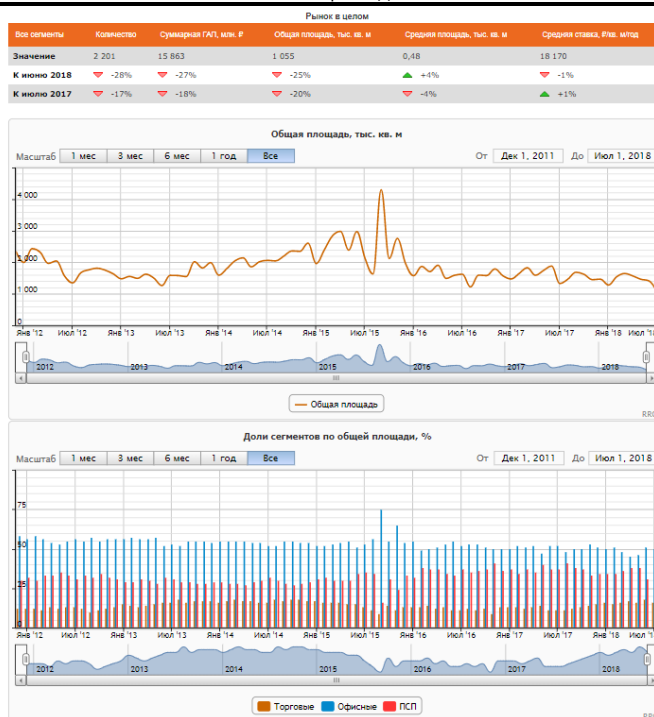 Рынок в целом
Все сегменты Количество Суммарная ГАП, млн. ₽ Общая площадь, тыс. кв. м Средняя площадь, тыс. кв. м Средняя ставка, ₽/кв. м/год
Значение 2 201 15 863 1 055 0,48 18 170
К июню 2018 -28% -27% -25% +4% -1%
К июлю 2017 -17% -18% -20% -4% +1%
Общая площадь, тыс. кв. м
Масштаб 1 мес 3 мес 6 мес 1 год Все От Дек 1, 2011 До Июл 1, 2018
4 000
3 000
2 000
1 000
0
Янв '12 Июл '12 Янв '13 Июл '13 Янв '14 Июл '14 Янв '15 Июл '15 Янв '16 Июл '16 Янв '17 Июл '17 Янв '18 Июл '18
2012 2013 2014 2015 2016 2017 2018
Общая площадь
Доли сегментов по общей площади, %
Масштаб 1 мес 3 мес 6 мес 1 год Все От Дек 1, 2011 До Июл 1, 2018
75
50
25
0
Янв '12 Июл '12 Янв '13 Июл '13 Янв '14 Июл '14 Янв '15 Июл '15 Янв '16 Июл '16 Янв '17 Июл '17 Янв '18 Июл '1
2012 2013 2014 2015 2016 2017 2018
Торговые Офисные ПСП